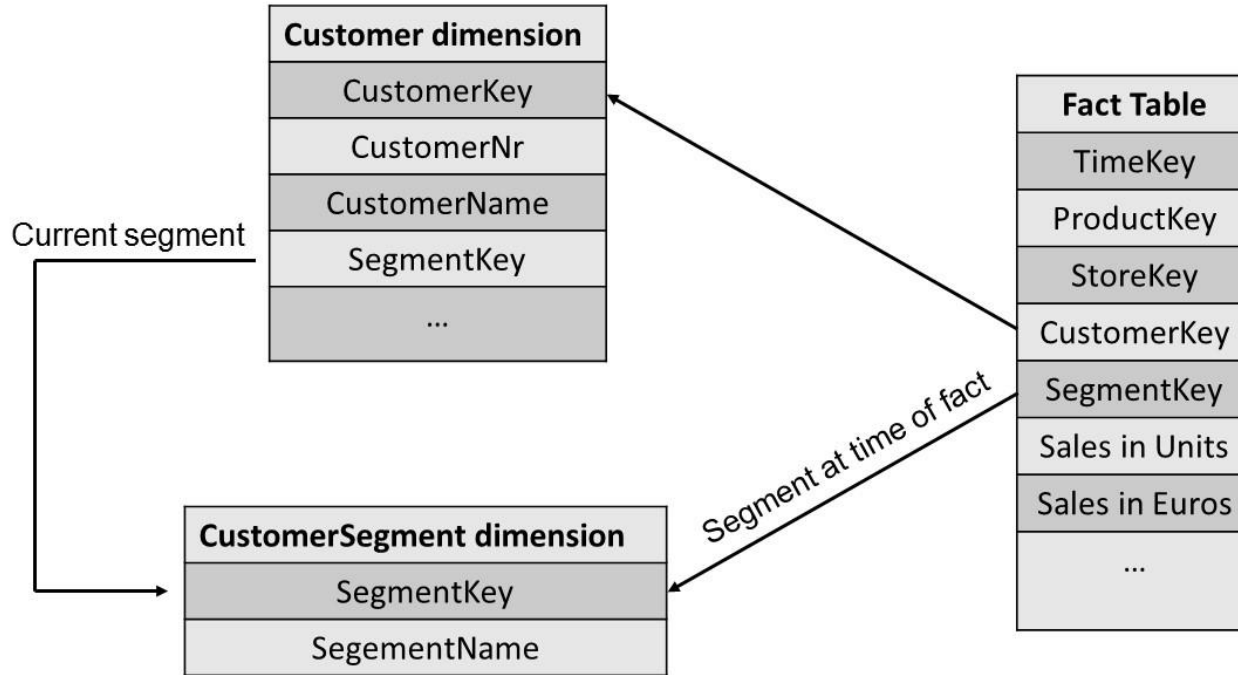 Customer dimension
CustomerKey
CustomerNr
CustomerName
SegmentKey
...
Current segment
Fact Table
TimeKey
ProductKey
StoreKey
CustomerKey
SegmentKey
Sales in Units
Sales in Euros
...
Segment at time of fact
CustomerSegment dimension
SegmentKey
SegementName